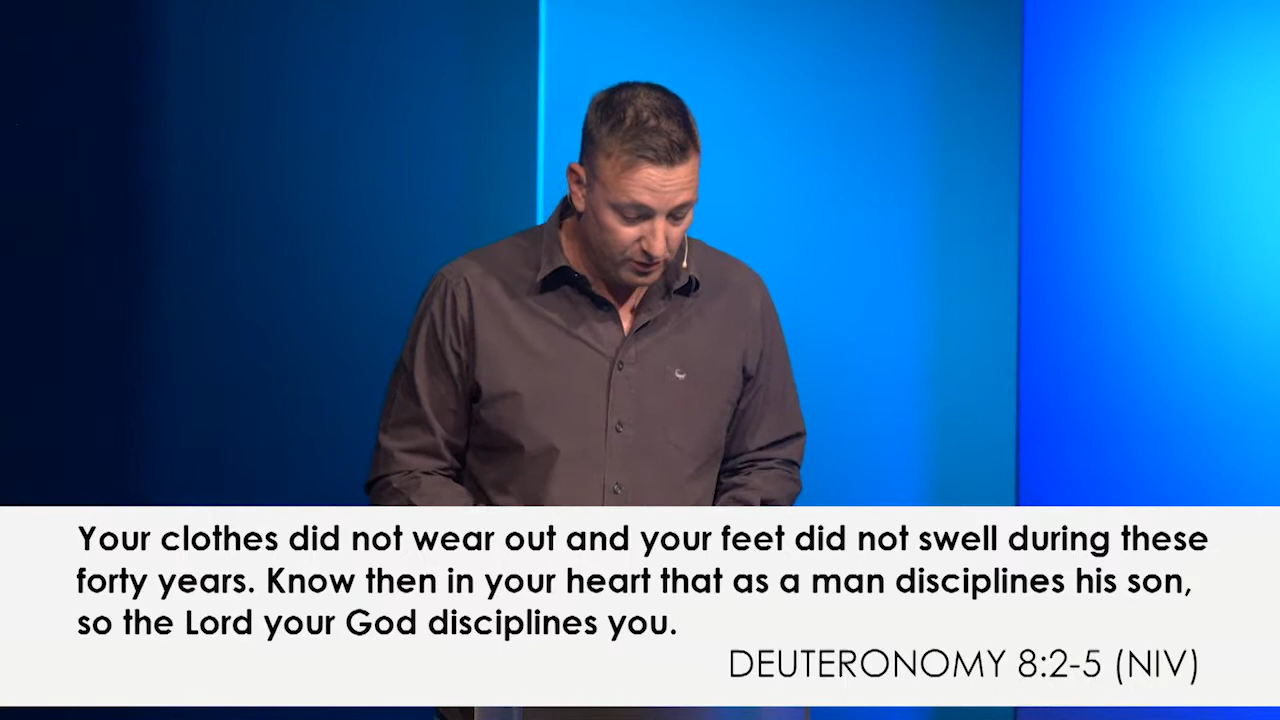 Your clothes did not wear out and your feet did not swell during these
forty years. Know then in your heart that as a man disciplines his son,
so the Lord your God disciplines you.
DEUTERONOMY 8:2-5 (NIV)